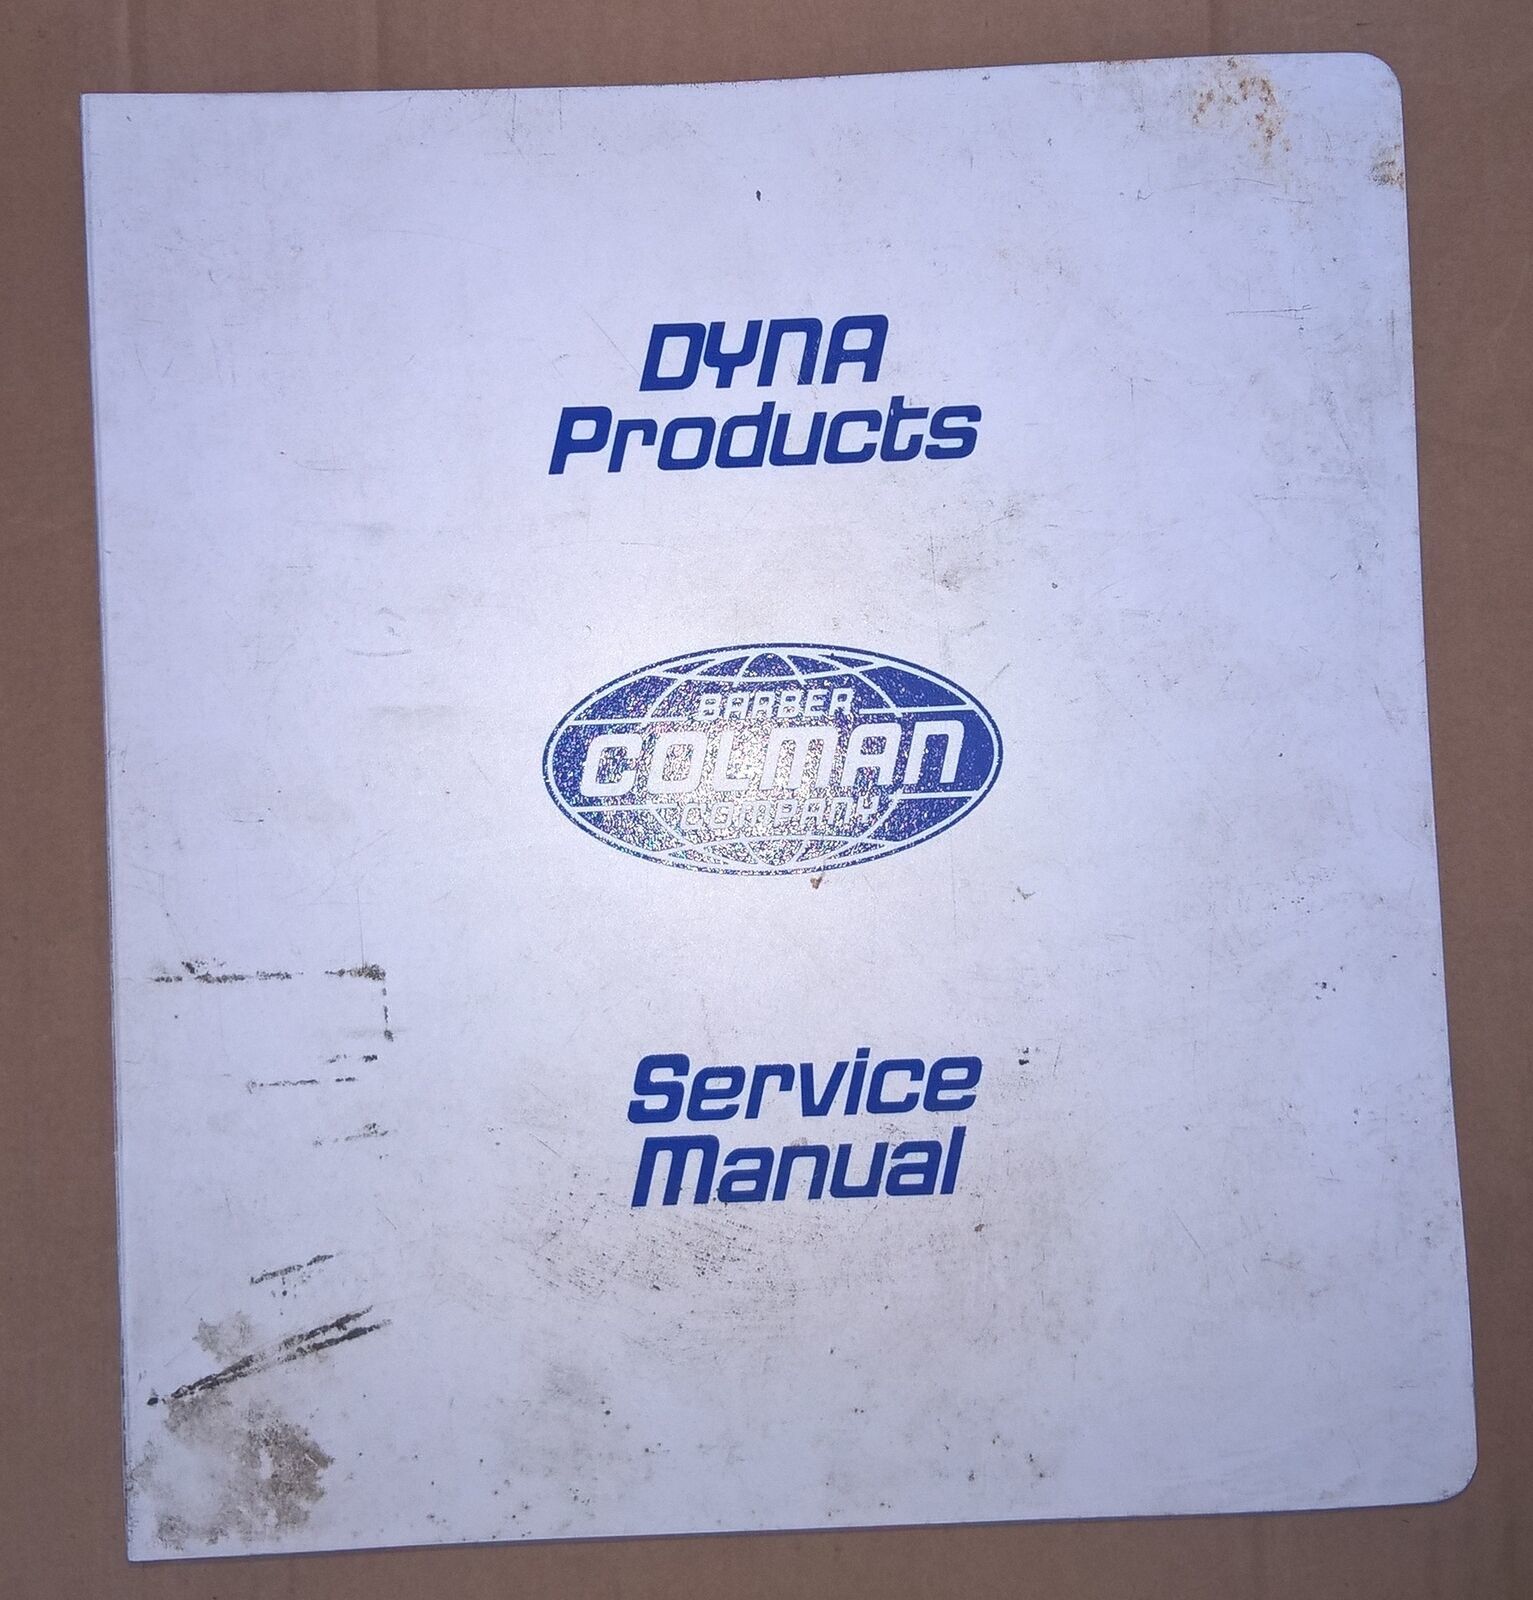 DYNA
Products
BARBER
COLMAN
COMPANY
Service
Manual